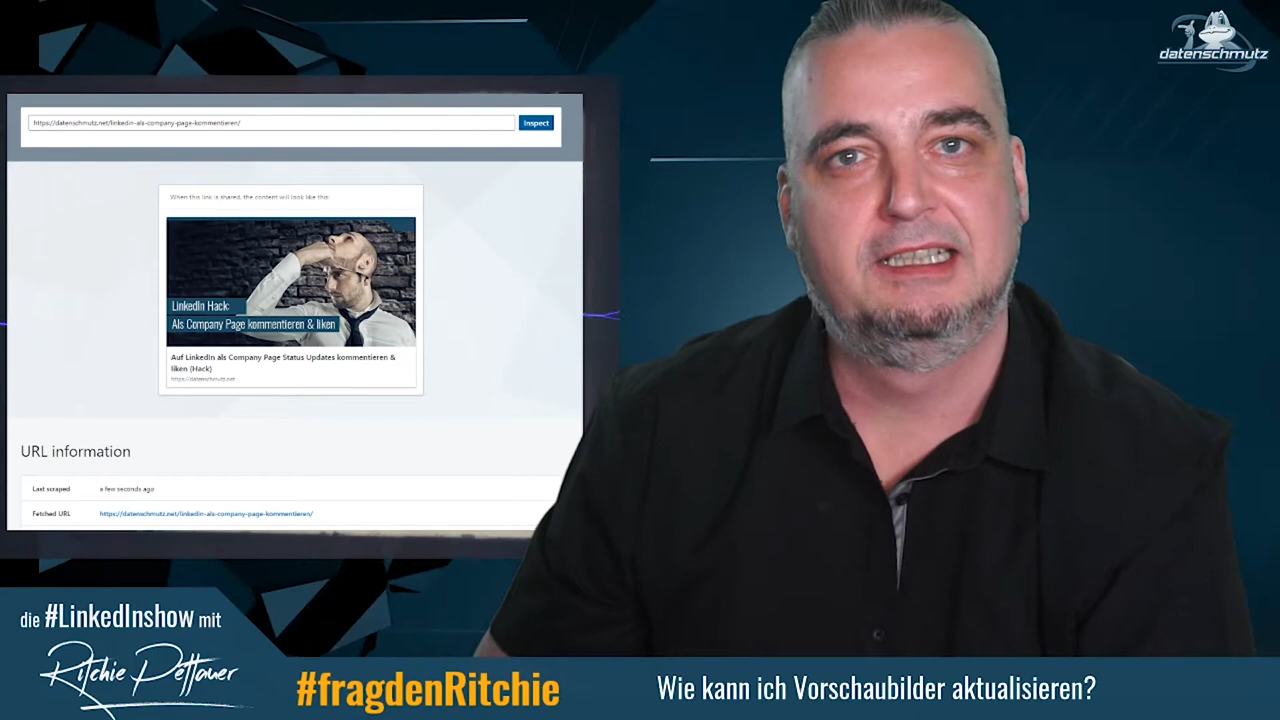 datenschmutz
https://datenschmutz.net/linkedin-als-company-page-kommentieren/
Inspect
When this link is shared, the content will look like this:
LinkedIn Hack:
Als Company Page kommentieren & liken
Auf LinkedIn als Company Page Status Updates kommentieren &
liken (Hack)
https://datenschmutz.net
URL information
Last scraped a few seconds ago
Fetched URL https://datenschmutz.net/linkedin-als-company-page-kommentieren/
die #LinkedInshow mit
Ritchie Pettauer
#fragdenRitchie
Wie kann ich Vorschaubilder aktualisieren?